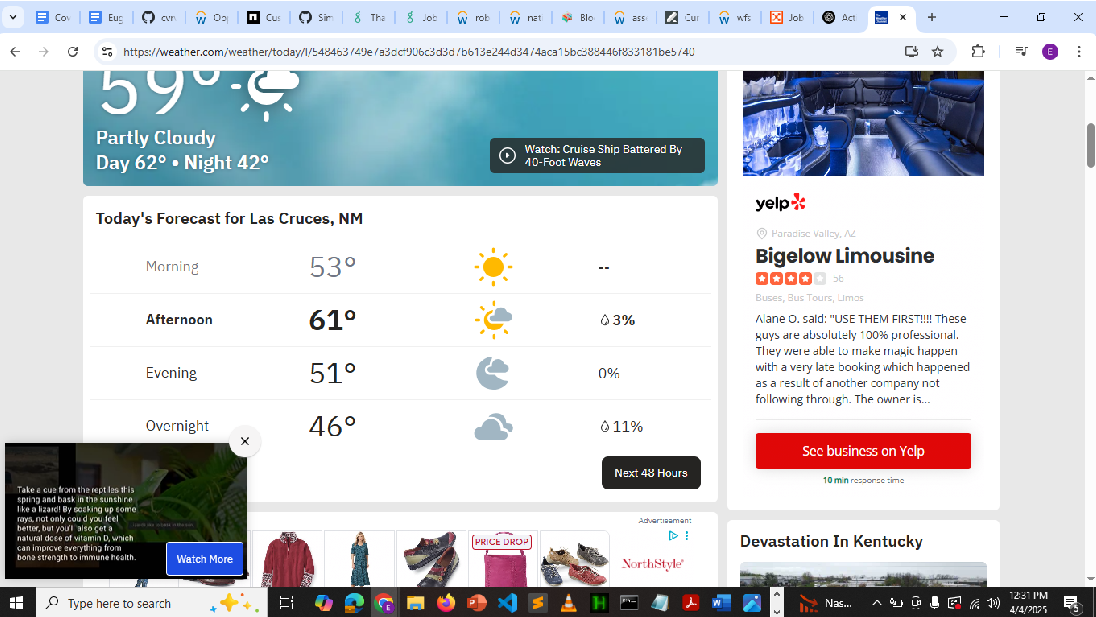 Cov
Eug
cvn
Opp
Cus
Sim
Tha
Job
rob
nati
Blo
asse
Cur
wfs
Job
Acti
https://weather.com/weather/today/l/548463749e7a3dcf906c3d3d7b613e244d3474aca15bc388446f833181be5740
E
59°
Partly Cloudy
Day 62° • Night 42°
Watch: Cruise Ship Battered By
40-Foot Waves
Today's Forecast for Las Cruces, NM
Morning 53° --
Afternoon 61° 3%
Evening 51° 0%
Overnight 46° 11%
Next 48 Hours
Take a cue from the reptiles this
spring and bask in the sunshine
like a lizard! By soaking up some
rays, not only could you feel
better, but you'll also get a
natural dose of vitamin D, which
can improve everything from
bone strength to immune health.
Watch More
Advertisement
PRICE DROP
NORTHSTYLE
yelp
Paradise Valley, AZ
Bigelow Limousine
56
Buses, Bus Tours, Limos
Alane O. said: "USE THEM FIRST!!!! These
guys are absolutely 100% professional.
They were able to make magic happen
with a very late booking which happened
as a result of another company not
following through. The owner is...
See business on Yelp
10 min response time
Devastation In Kentucky
Type here to search
Nas...
12:31 PM
4/4/2025
5